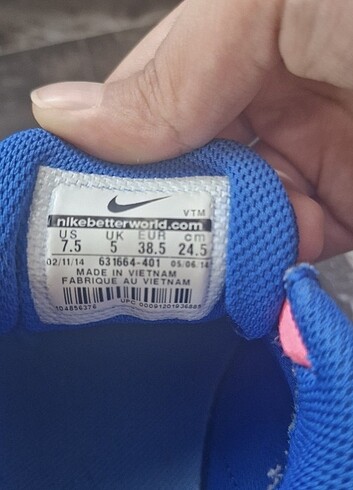 VTM
nikebetterworld.com
US UK EUR cm
7.5 5 38.5 24.5
02/11/14 631664-401 05/06/14
MADE IN VIETNAM
FABRIQUE AU VIETNAM
UPC